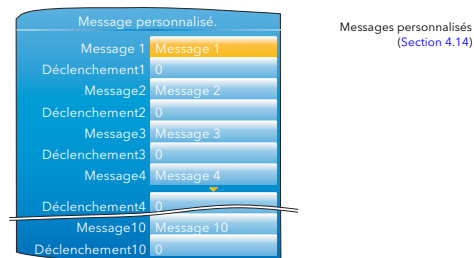 Message personnalisé.
Message 1 Message 1
Déclenchement1 0
Message2 Message 2
Déclenchement2 0
Message3 Message 3
Déclenchement3 0
Message4 Message 4
Déclenchement4 0
Message10 Message 10
Déclenchement10 0
Messages personnalisés
(Section 4.14)